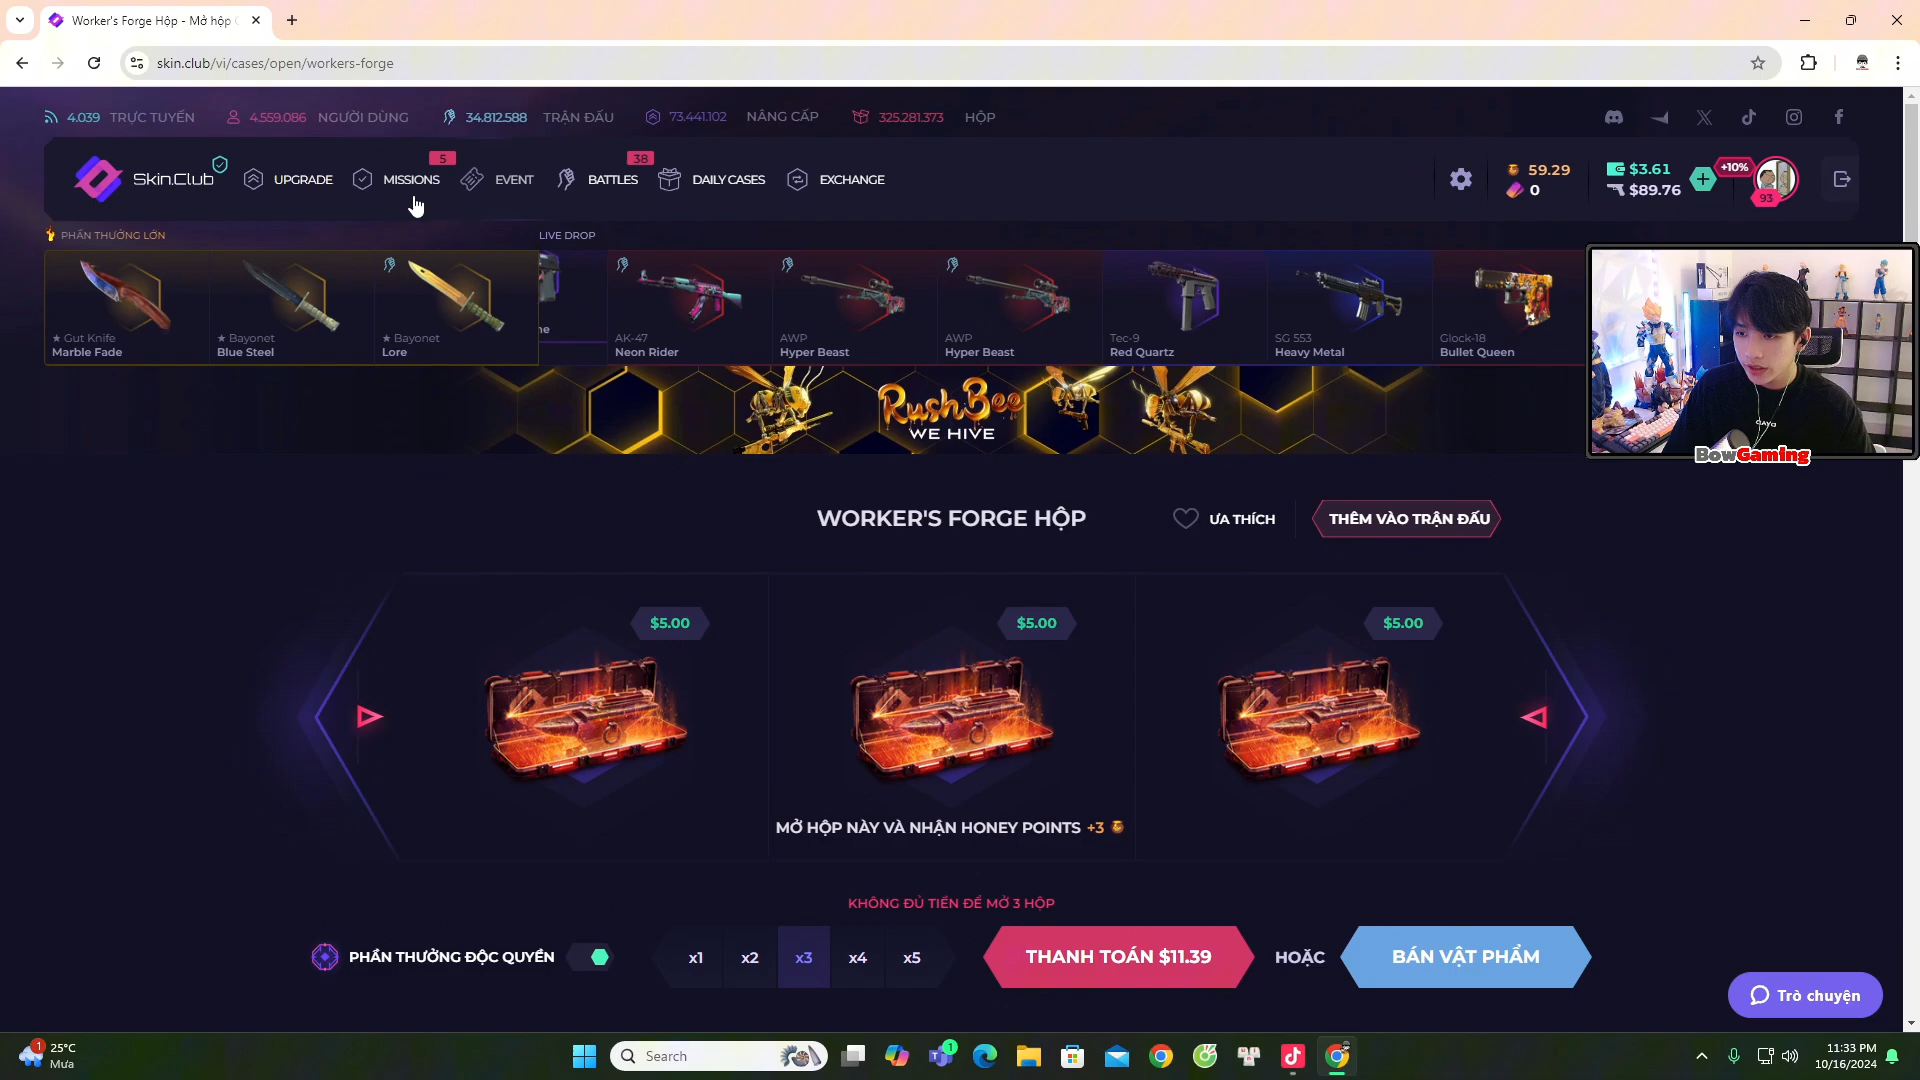 Worker's Forge Hộp - Mở hộp
skin.club/vi/cases/open/workers-forge
4.039 TRỰC TUYẾN 4.559.086 NGƯỜI DÙNG 34.812.588 TRẬN ĐẤU 73.441.102 NÂNG CẤP 325.281.373 HỘP
5 38
Skin.Club UPGRADE MISSIONS EVENT BATTLES DAILY CASES EXCHANGE
59.29 $3.61 +10%
0 $89.76 93
PHẦN THƯỞNG LỚN LIVE DROP
★ Gut Knife ★ Bayonet ★ Bayonet AK-47 AWP AWP Tec-9 SG 553 Glock-18
Marble Fade Blue Steel Lore ne Neon Rider Hyper Beast Hyper Beast Red Quartz Heavy Metal Bullet Queen
RushBee
WE HIVE
BowGaming
WORKER'S FORGE HỘP ƯA THÍCH THÊM VÀO TRẬN ĐẤU
$5.00 $5.00 $5.00
MỞ HỘP NÀY VÀ NHẬN HONEY POINTS +3
KHÔNG ĐỦ TIỀN ĐỂ MỞ 3 HỘP
PHẦN THƯỞNG ĐỘC QUYỀN x1 x2 x3 x4 x5 THANH TOÁN $11.39 HOẶC BÁN VẬT PHẨM
Trò chuyện
1 25°C
Mưa
Search
1
11:33 PM
10/16/2024